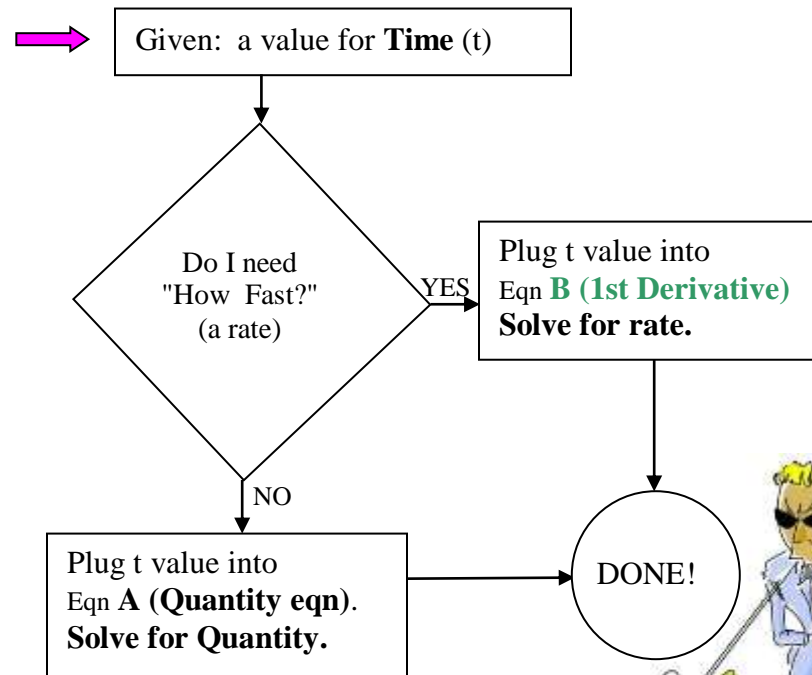 Given: a value for Time (t)
Do I need
"How Fast?"
(a rate)
YES
Plug t value into
Eqn B (1st Derivative)
Solve for rate.
NO
Plug t value into
Eqn A (Quantity eqn).
Solve for Quantity.
DONE!